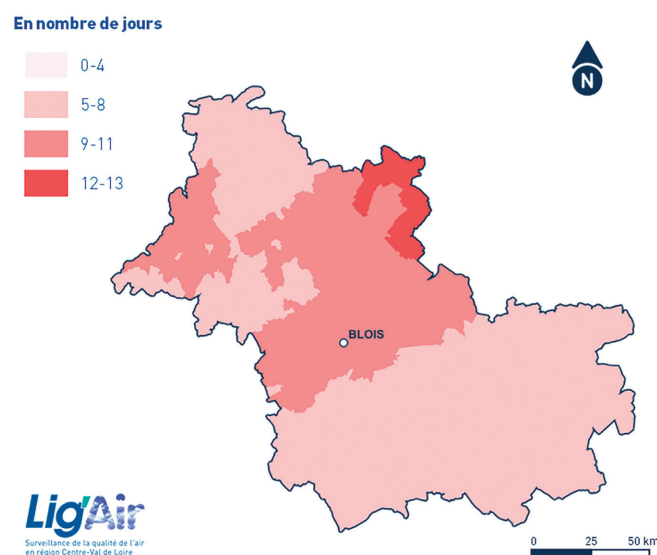 En nombre de jours
0-4
5-8
9-11
12-13
N
BLOIS
Lig'Air
Surveillance de la qualité de l'air
en région Centre-Val de Loire
0 25 50 km